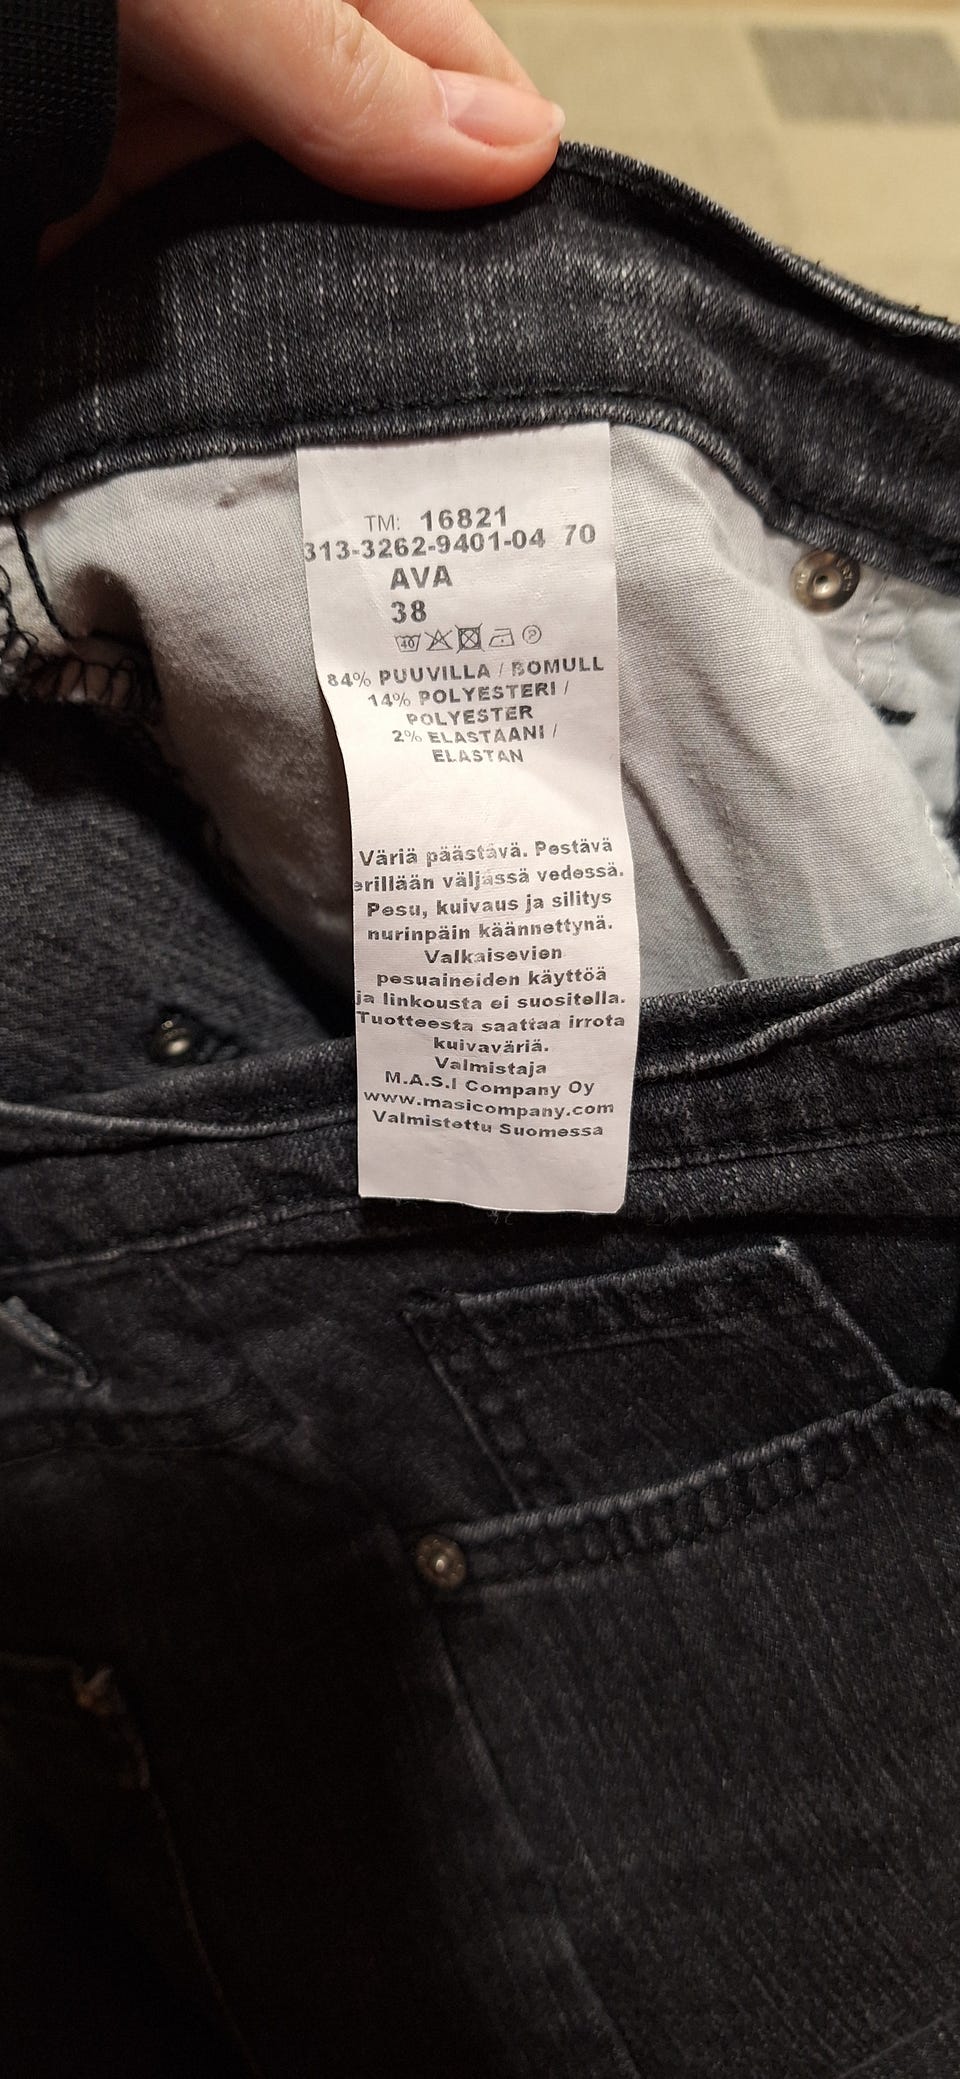 TM: 16821
313-3262-9401-04 70
AVA
38
40
84% PUUVILLA / BOMULL
14% POLYESTERI /
POLYESTER
2% ELASTAANI /
ELASTAN
Väriä päästävä. Pestävä
erillään väljässä vedessä.
Pesu, kuivaus ja silitys
nurinpäin käännettynä.
Valkaisevien
pesuaineiden käyttöä
ja linkousta ei suositella.
Tuotteesta saattaa irrota
kuivaväriä.
Valmistaja
M.A.S.I Company Oy
www.masicompany.com
Valmistettu Suomessa